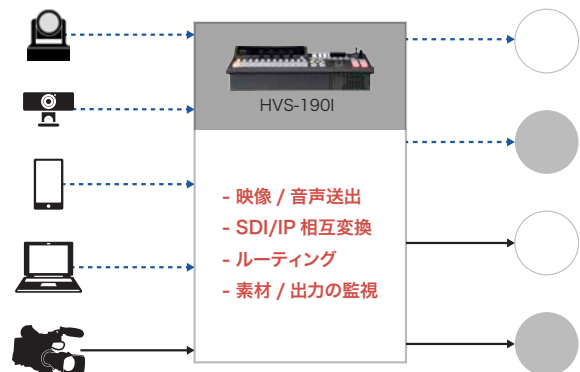 HVS-190I
- 映像 / 音声送出
- SDI/IP 相互変換
- ルーティング
- 素材 / 出力の監視